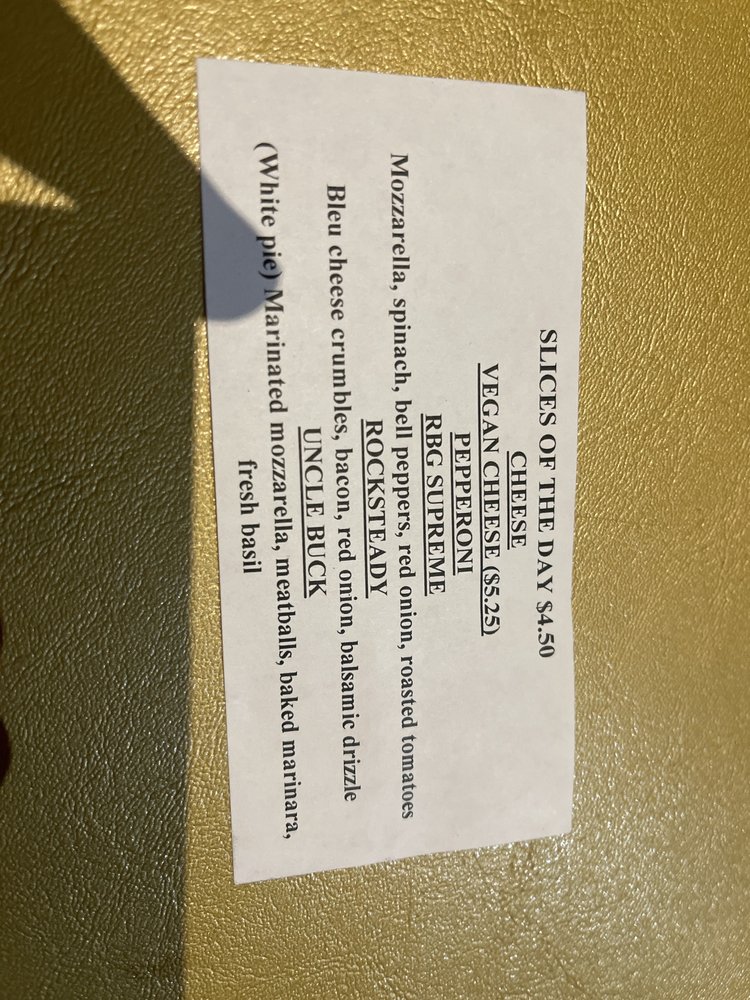 SLICES OF THE DAY $4.50
CHEESE
VEGAN CHEESE ($5.25)
PEPPERONI
RBG SUPREME
Mozzarella, spinach, bell peppers, red onion, roasted tomatoes
ROCKSTEADY
Bleu cheese crumbles, bacon, red onion, balsamic drizzle
UNCLE BUCK
(White pie) Marinated mozzarella, meatballs, baked marinara,
fresh basil